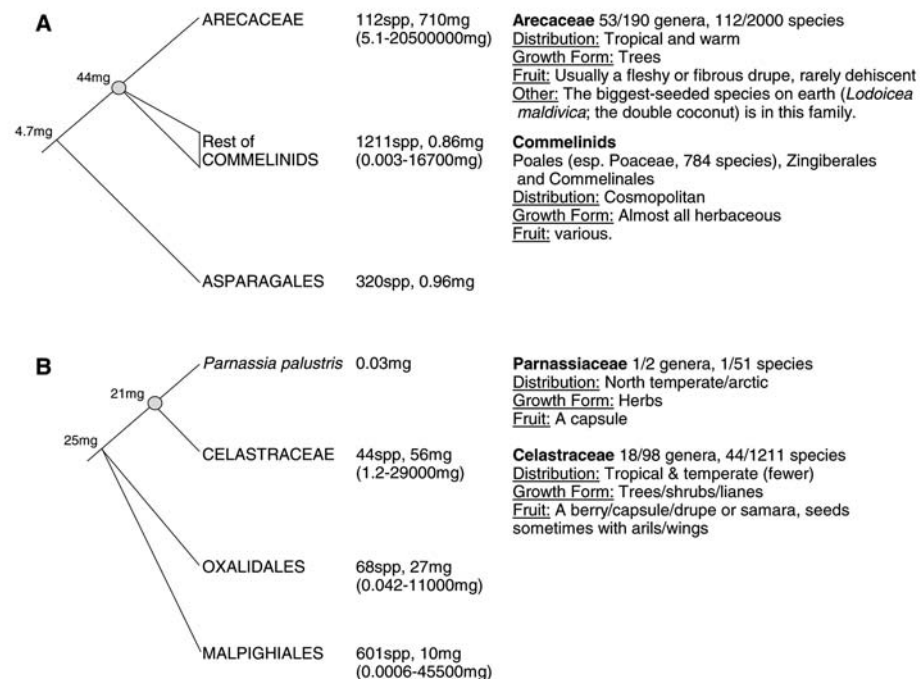 A
ARECACEAE
112spp, 710mg
(5.1-20500000mg)
44mg
4.7mg
Rest of
COMMELINIDS
1211spp, 0.86mg
(0.003-16700mg)
ASPARAGALES
320spp, 0.96mg
Arecaceae 53/190 genera, 112/2000 species
Distribution: Tropical and warm
Growth Form: Trees
Fruit: Usually a fleshy or fibrous drupe, rarely dehiscent
Other: The biggest-seeded species on earth (Lodoicea
maldivica; the double coconut) is in this family.
Commelinids
Poales (esp. Poaceae, 784 species), Zingiberales
and Commelinales
Distribution: Cosmopolitan
Growth Form: Almost all herbaceous
Fruit: various.
B
Parnassia palustris
0.03mg
21mg
25mg
CELASTRACEAE
44spp, 56mg
(1.2-29000mg)
OXALIDALES
68spp, 27mg
(0.042-11000mg)
MALPIGHIALES
601spp, 10mg
(0.0006-45500mg)
Parnassiaceae 1/2 genera, 1/51 species
Distribution: North temperate/arctic
Growth Form: Herbs
Fruit: A capsule
Celastraceae 18/98 genera, 44/1211 species
Distribution: Tropical & temperate (fewer)
Growth Form: Trees/shrubs/lianes
Fruit: A berry/capsule/drupe or samara, seeds
sometimes with arils/wings